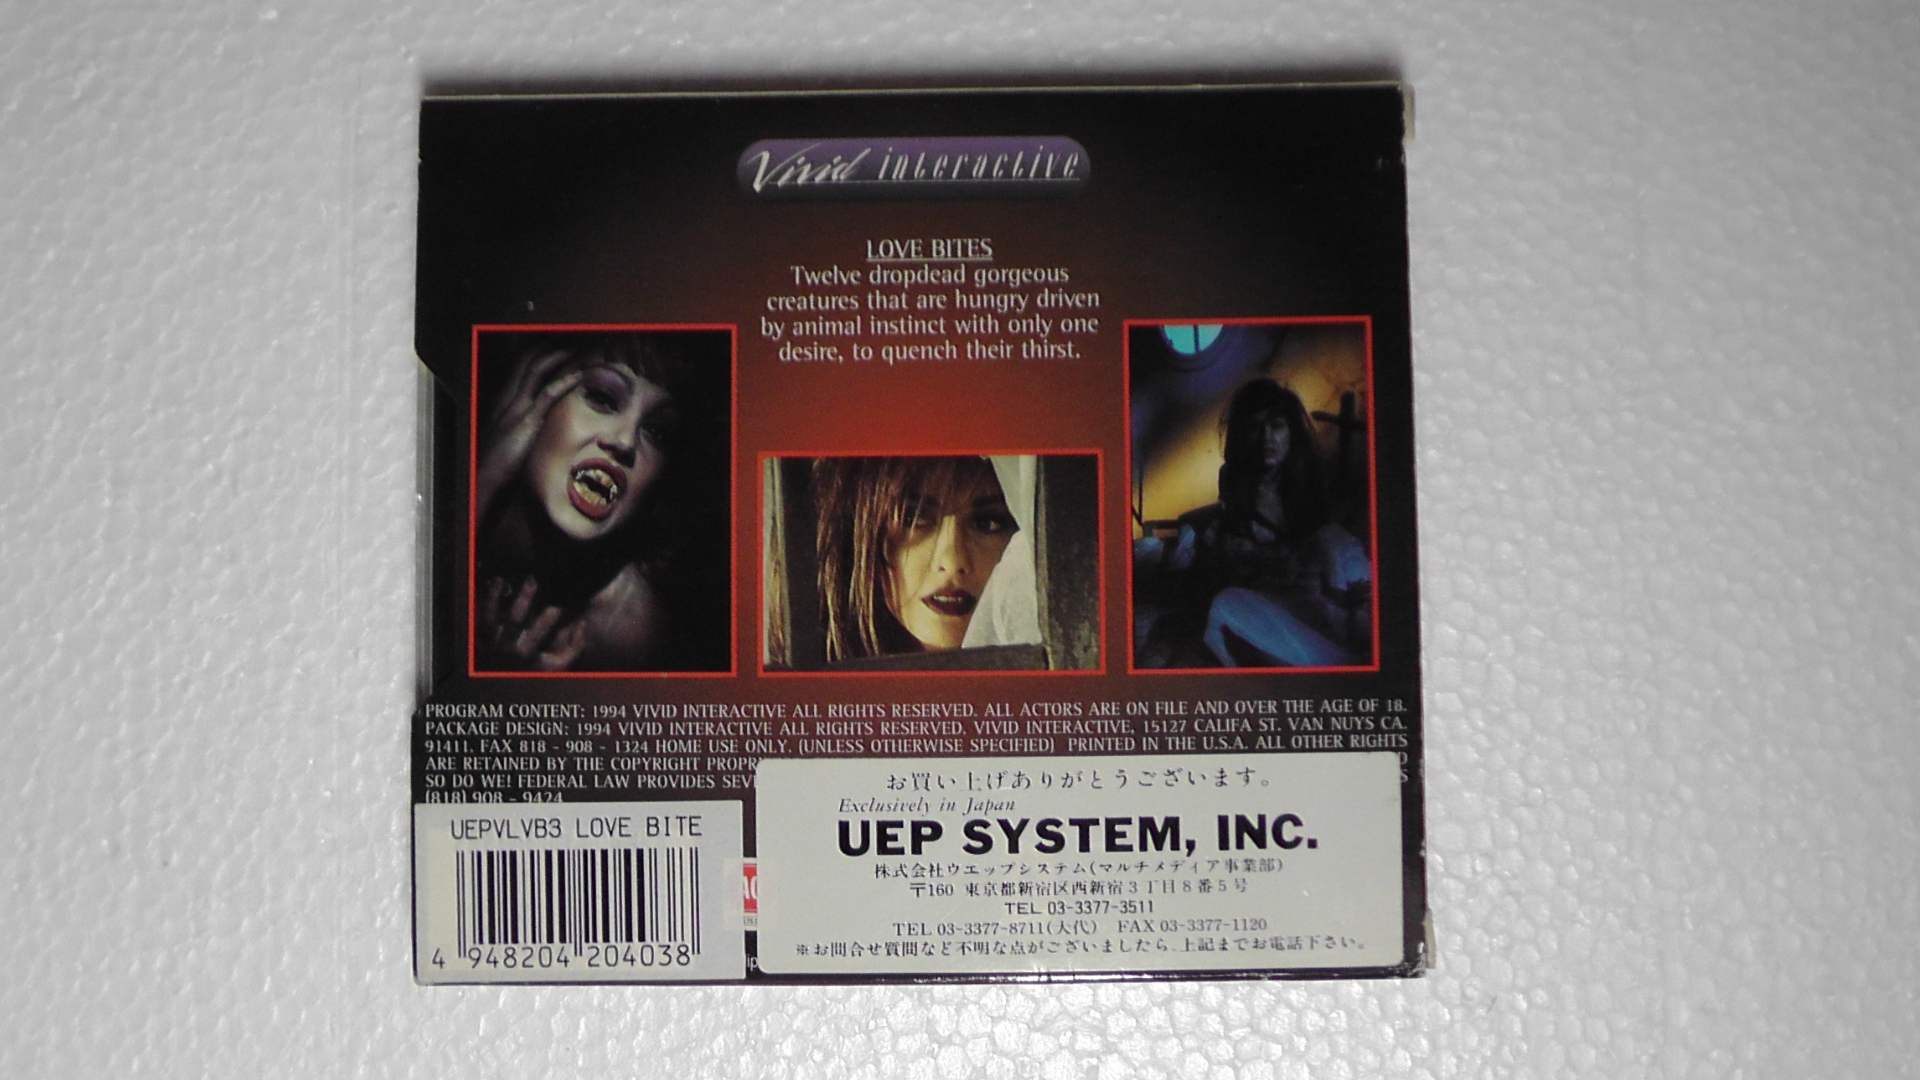 Vivid interactive
LOVE BITES
Twelve dropdead gorgeous
creatures that are hungry driven
by animal instinct with only one
desire, to quench their thirst.
PROGRAM CONTENT: 1994 VIVID INTERACTIVE ALL RIGHTS RESERVED. ALL ACTORS ARE ON FILE AND OVER THE AGE OF 18.
PACKAGE DESIGN: 1994 VIVID INTERACTIVE ALL RIGHTS RESERVED. VIVID INTERACTIVE, 15127 CALIFA ST. VAN NUYS CA.
91411. FAX 818 - 908 - 1324 HOME USE ONLY. (UNLESS OTHERWISE SPECIFIED) PRINTED IN THE U.S.A. ALL OTHER RIGHTS
ARE RETAINED BY THE COPYRIGHT
SO DO WE! FEDERAL LAW PROVIDES
(818) 908 - 9424
UEPVLVB3 LOVE BITE
4 948204 204038
お買い上げありがとうございます。
Exclusively in Japan
UEP SYSTEM, INC.
株式会社ウエップシステム(マルチメディア事業部)
〒160 東京都新宿区西新宿3丁目8番5号
TEL 03-3377-3511
TEL 03-3377-8711(大代) FAX 03-3377-1120
※お問合せ質問など不明な点がございましたら、上記までお電話下さい。